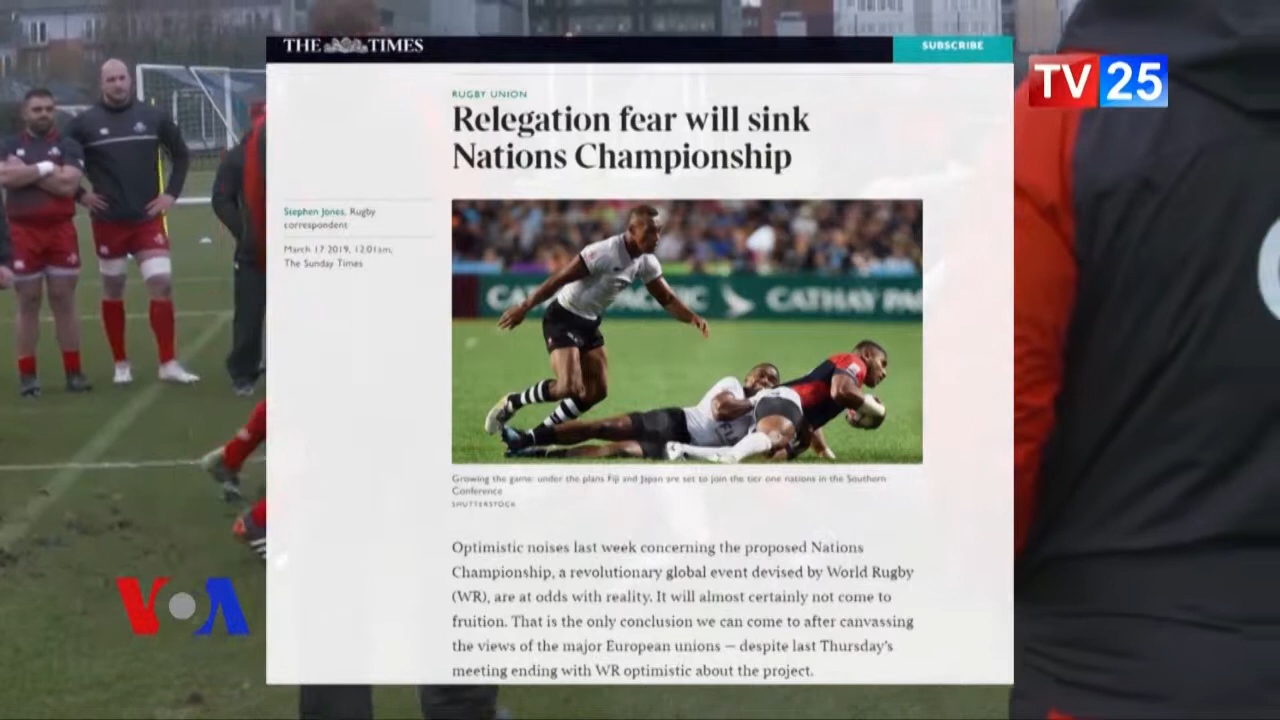 THE TIMES
SUBSCRIBE
TV 25
RUGBY UNION
Relegation fear will sink
Nations Championship
Stephen Jones, Rugby
correspondent
March 17 2019, 12:01am,
The Sunday Times
CATHAY PA
Growing the game: under the plans Fiji and Japan are set to join the tier one nations in the Southern
Conference
SHUTTERSTOCK
Optimistic noises last week concerning the proposed Nations
Championship, a revolutionary global event devised by World Rugby
(WR), are at odds with reality. It will almost certainly not come to
fruition. That is the only conclusion we can come to after canvassing
the views of the major European unions — despite last Thursday's
meeting ending with WR optimistic about the project.
VOA